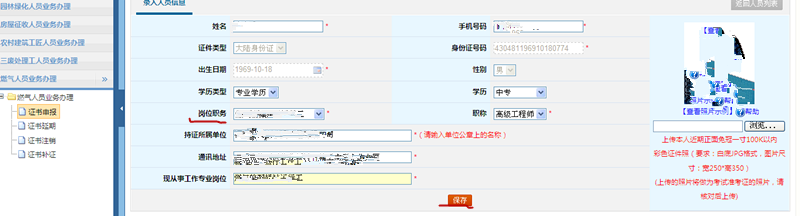 园林绿化人员业务办理
房屋征收人员业务办理
农村建筑工匠人员业务办理
三废处理工人员业务办理
燃气人员业务办理
燃气人员业务办理
证书申报
证书延期
证书注销
证书补证
录入人员信息
返回人员列表
姓名 * 手机号码 *
证件类型 大陆身份证 身份证号码 430481196910180774 *
出生日期 1969-10-18 * 性别 男 *
学历类型 专业学历 学历 中专 *
岗位职务 * 职称 高级工程师 *
持证所属单位 *(请输入单位公章上的名称)
通讯地址 *
现从事工作专业岗位 *
保存
【查看
照片示
帮助
【查看照片示例】 帮助
浏览...
上传本人近期正面免冠一寸100K以内
彩色证件照(要求:白底JPG格式,图片尺
寸:宽250*高350)
(上传的照片将做为考试准考证的照片,请
核对后上传)